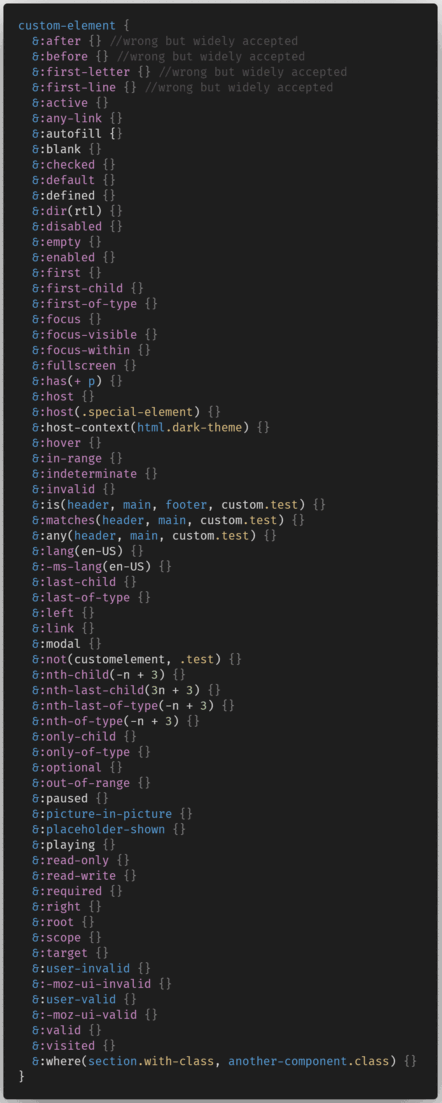 custom-element {
&:after {} //wrong but widely accepted
&:before {} //wrong but widely accepted
&:first-letter {} //wrong but widely accepted
&:first-line {} //wrong but widely accepted
&:active {}
&:any-link {}
&:autofill {}
&:blank {}
&:checked {}
&:default {}
&:defined {}
&:dir(rtl) {}
&:disabled {}
&:empty {}
&:enabled {}
&:first {}
&:first-child {}
&:first-of-type {}
&:focus {}
&:focus-visible {}
&:focus-within {}
&:fullscreen {}
&:has(+ p) {}
&:host {}
&:host(.special-element) {}
&:host-context(html.dark-theme) {}
&:hover {}
&:in-range {}
&:indeterminate {}
&:invalid {}
&:is(header, main, footer, custom.test) {}
&:matches(header, main, custom.test) {}
&:any(header, main, custom.test) {}
&:lang(en-US) {}
&:-ms-lang(en-US) {}
&:last-child {}
&:last-of-type {}
&:left {}
&:link {}
&:modal {}
&:not(customelement, .test) {}
&:nth-child(-n + 3) {}
&:nth-last-child(3n + 3) {}
&:nth-last-of-type(-n + 3) {}
&:nth-of-type(-n + 3) {}
&:only-child {}
&:only-of-type {}
&:optional {}
&:out-of-range {}
&:paused {}
&:picture-in-picture {}
&:placeholder-shown {}
&:playing {}
&:read-only {}
&:read-write {}
&:required {}
&:right {}
&:root {}
&:scope {}
&:target {}
&:user-invalid {}
&:-moz-ui-invalid {}
&:user-valid {}
&:-moz-ui-valid {}
&:valid {}
&:visited {}
&:where(section.with-class, another-component.class) {}
}